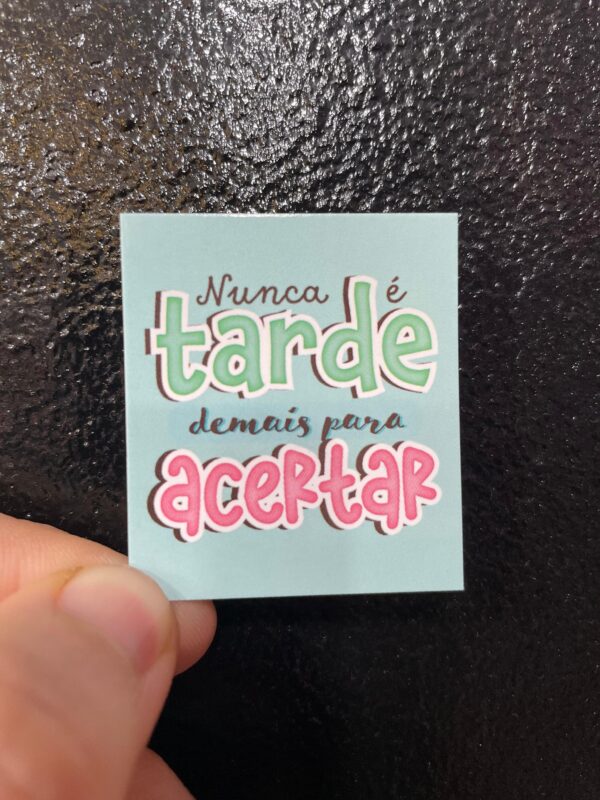 Nunca é
tarde
demais para
acertar